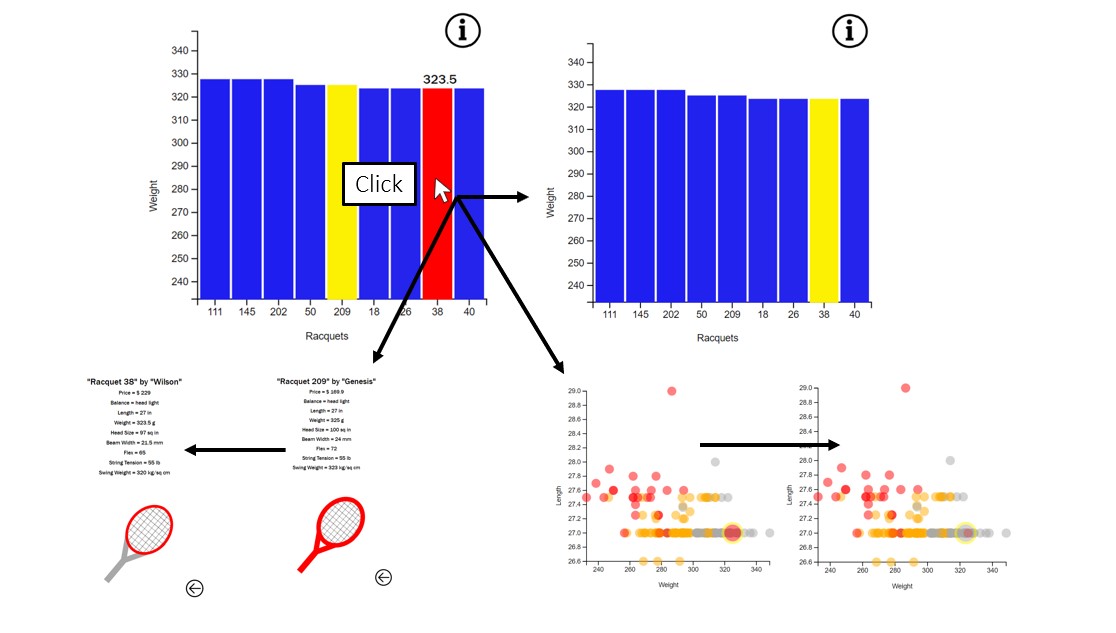 340
330
320
310
300
290
280
270
260
250
240
Weight
323.5
Click
111 145 202 50 209 18 26 38 40
Racquets
340
330
320
310
300
290
280
270
260
250
240
Weight
111 145 202 50 209 18 26 38 40
Racquets
"Racquet 38" by "Wilson"
Price = $ 229
Balance = head light
Length = 27 in
Weight = 323.5 g
Head Size = 97 sq in
Beam Width = 21.5 mm
Flex = 65
String Tension = 55 lb
Swing Weight = 320 kg/sq cm
"Racquet 209" by "Genesis"
Price = $ 189.9
Balance = head light
Length = 27 in
Weight = 325 g
Head Size = 100 sq in
Beam Width = 24 mm
Flex = 72
String Tension = 55 lb
Swing Weight = 323 kg/sq cm
29.0
28.8
28.6
28.4
28.2
28.0
27.8
27.6
27.4
27.2
27.0
26.8
26.6
Length
240 260 280 300 320 340
Weight
29.0
28.8
28.6
28.4
28.2
28.0
27.8
27.6
27.4
27.2
27.0
26.8
26.6
Length
240 260 280 300 320 340
Weight